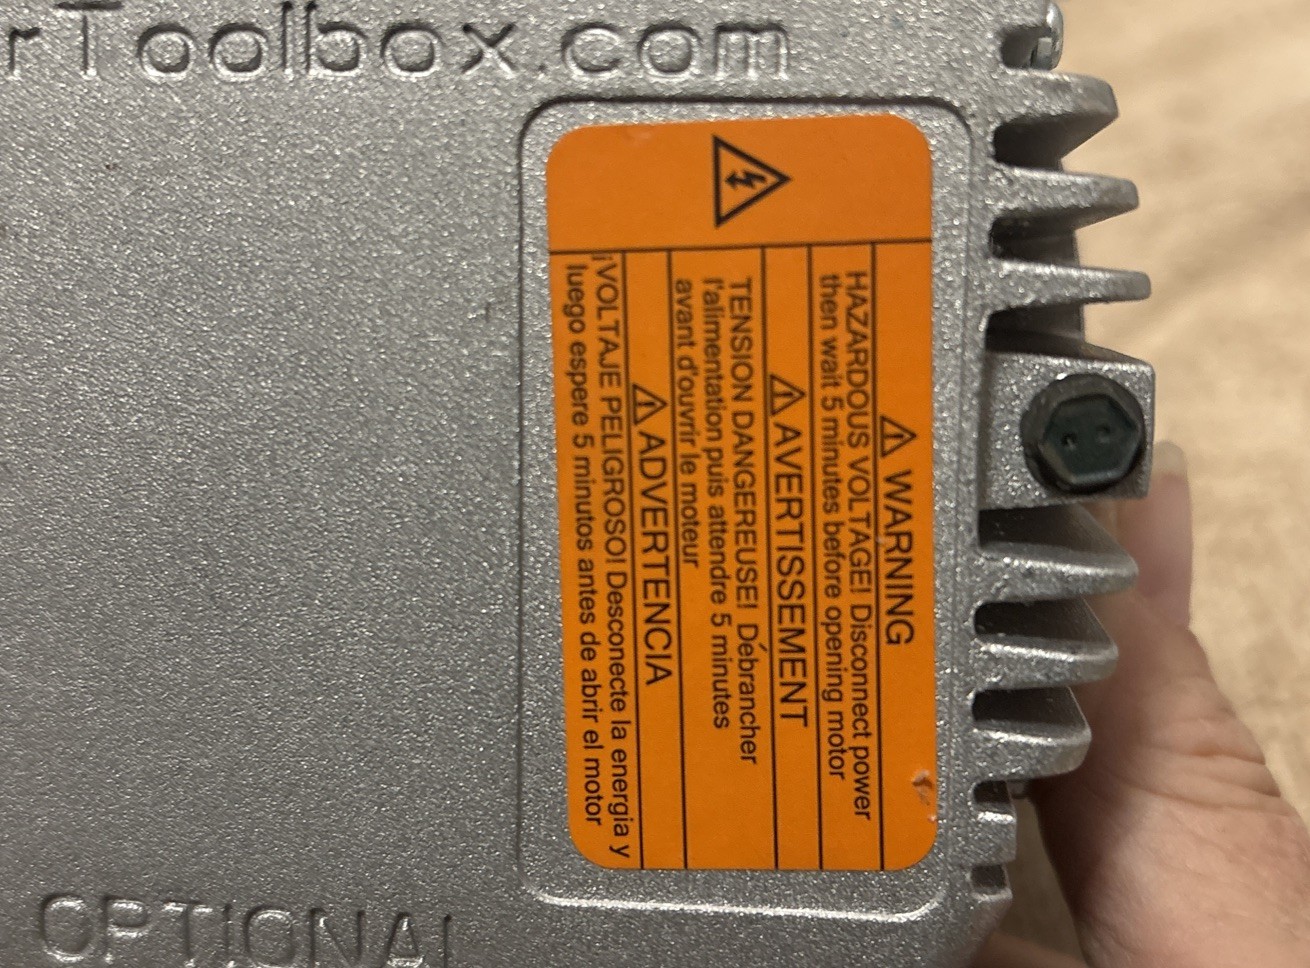 rToolbox.com
⚠ WARNING
HAZARDOUS VOLTAGE! Disconnect power
then wait 5 minutes before opening motor
⚠ AVERTISSEMENT
TENSION DANGEREUSE! Débrancher
l'alimentation puis attendre 5 minutes
avant d'ouvrir le moteur
⚠ ADVERTENCIA
¡VOLTAJE PELIGROSO! Desconecte la energia y
luego espere 5 minutos antes de abrir el motor
OPTIONAL